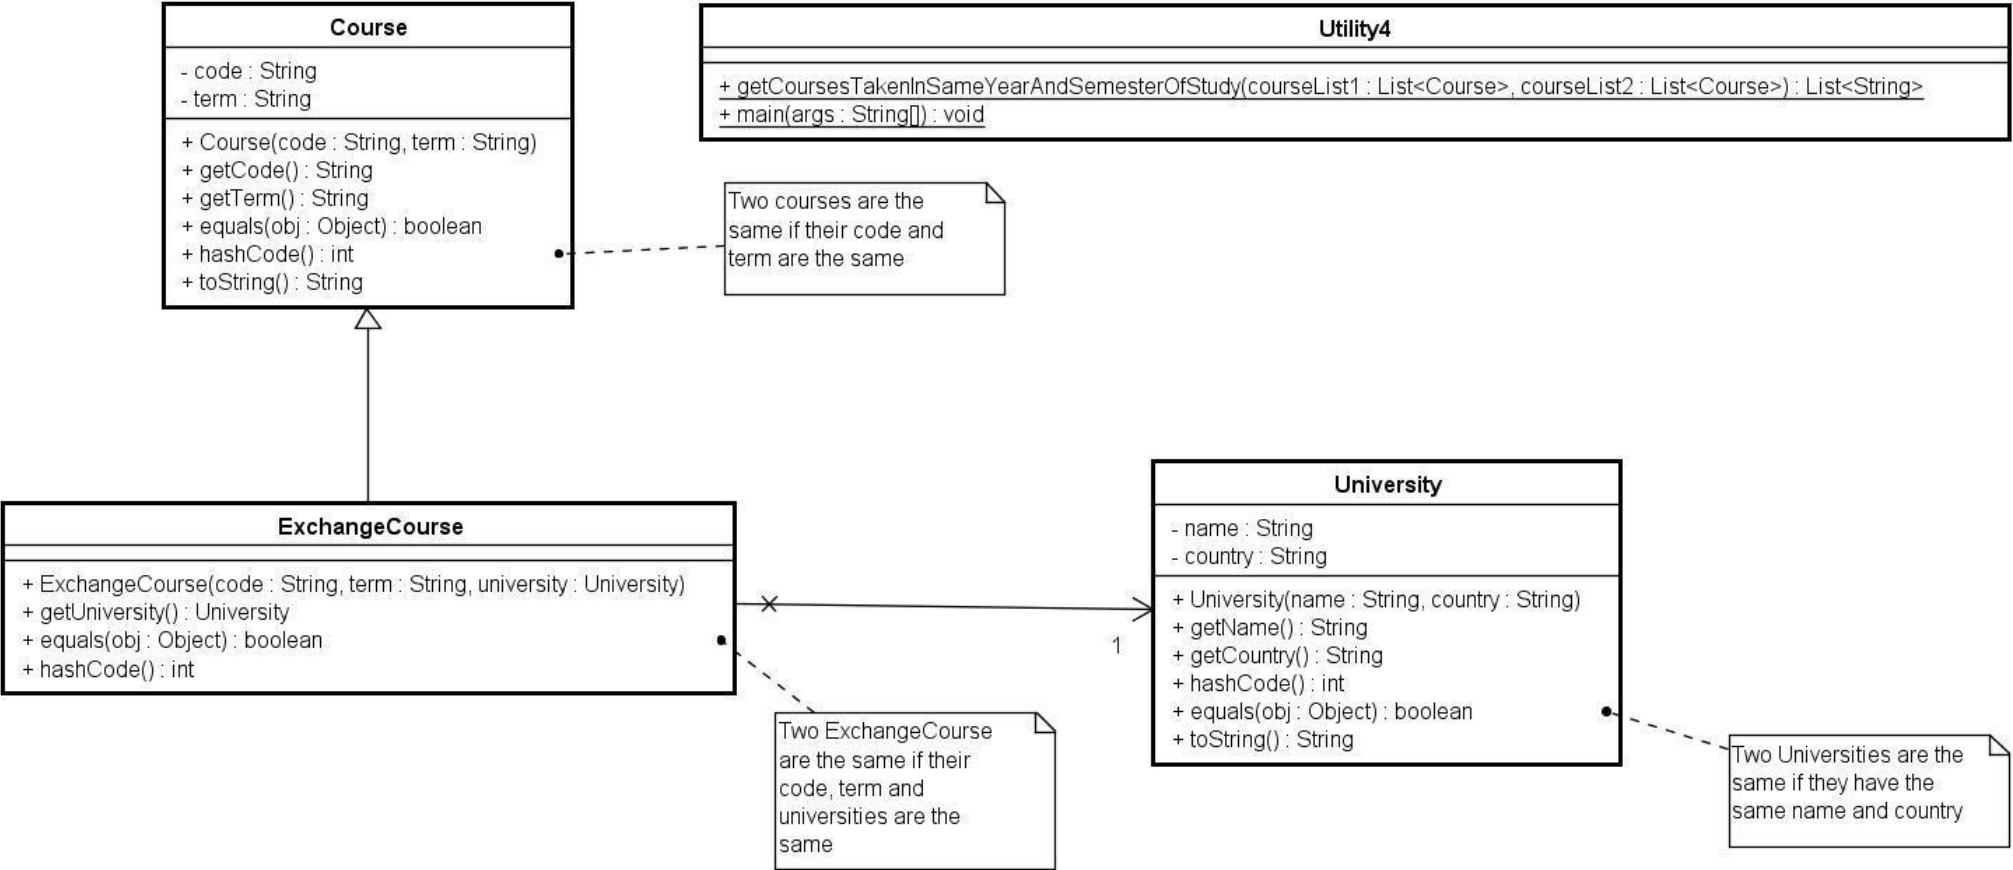 Course
- code : String
- term : String
+ Course(code : String, term : String)
+ getCode() : String
+ getTerm() : String
+ equals(obj : Object) : boolean
+ hashCode() : int
+ toString() : String
Utility4
+ getCoursesTakenInSameYearAndSemesterOfStudy(courseList1 : List<Course>, courseList2 : List<Course>) : List<String>
+ main(args : String[]) : void
Two courses are the
same if their code and
term are the same
ExchangeCourse
+ ExchangeCourse(code : String, term : String, university : University)
+ getUniversity() : University
+ equals(obj : Object) : boolean
+ hashCode() : int
1
University
- name : String
- country : String
+ University(name : String, country : String)
+ getName() : String
+ getCountry() : String
+ hashCode() : int
+ equals(obj : Object) : boolean
+ toString() : String
Two ExchangeCourse
are the same if their
code, term and
universities are the
same
Two Universities are the
same if they have the
same name and country